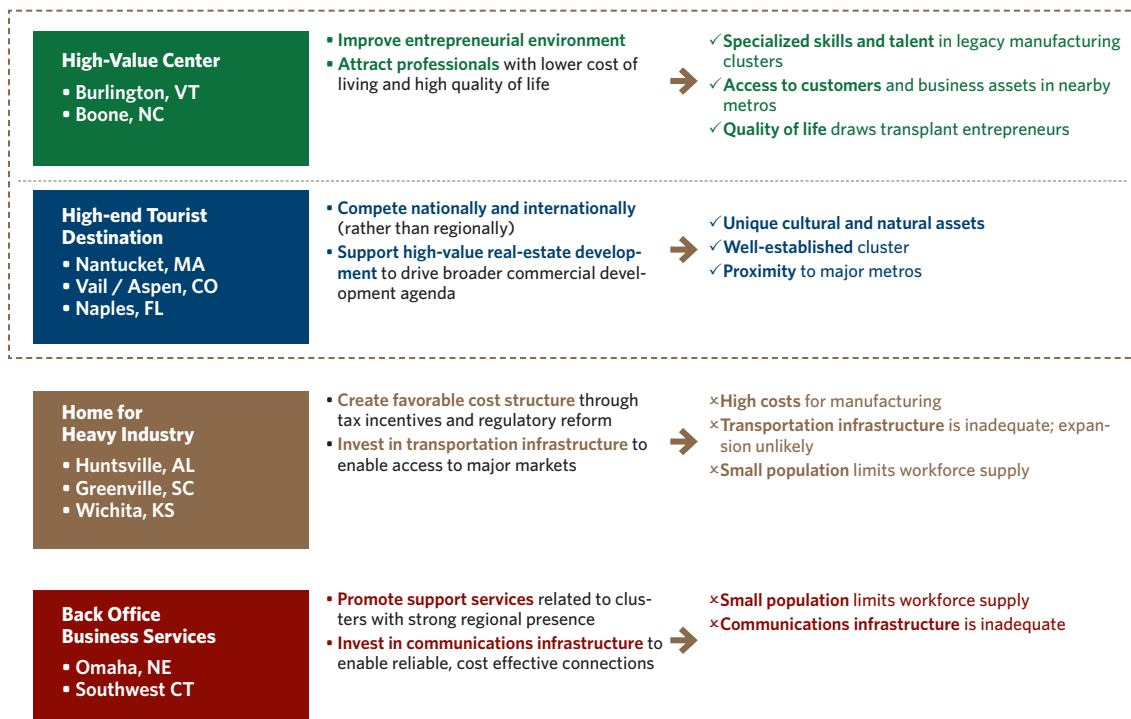 High-Value Center
• Burlington, VT
• Boone, NC
• Improve entrepreneurial environment
• Attract professionals with lower cost of
living and high quality of life
✓Specialized skills and talent in legacy manufacturing
clusters
✓Access to customers and business assets in nearby
metros
✓Quality of life draws transplant entrepreneurs
High-end Tourist
Destination
• Nantucket, MA
• Vail / Aspen, CO
• Naples, FL
• Compete nationally and internationally
(rather than regionally)
• Support high-value real-estate develop-
ment to drive broader commercial devel-
opment agenda
✓Unique cultural and natural assets
✓Well-established cluster
✓Proximity to major metros
Home for
Heavy Industry
• Huntsville, AL
• Greenville, SC
• Wichita, KS
• Create favorable cost structure through
tax incentives and regulatory reform
• Invest in transportation infrastructure to
enable access to major markets
×High costs for manufacturing
×Transportation infrastructure is inadequate; expan-
sion unlikely
×Small population limits workforce supply
Back Office
Business Services
• Omaha, NE
• Southwest CT
• Promote support services related to clus-
ters with strong regional presence
• Invest in communications infrastructure to
enable reliable, cost effective connections
×Small population limits workforce supply
×Communications infrastructure is inadequate